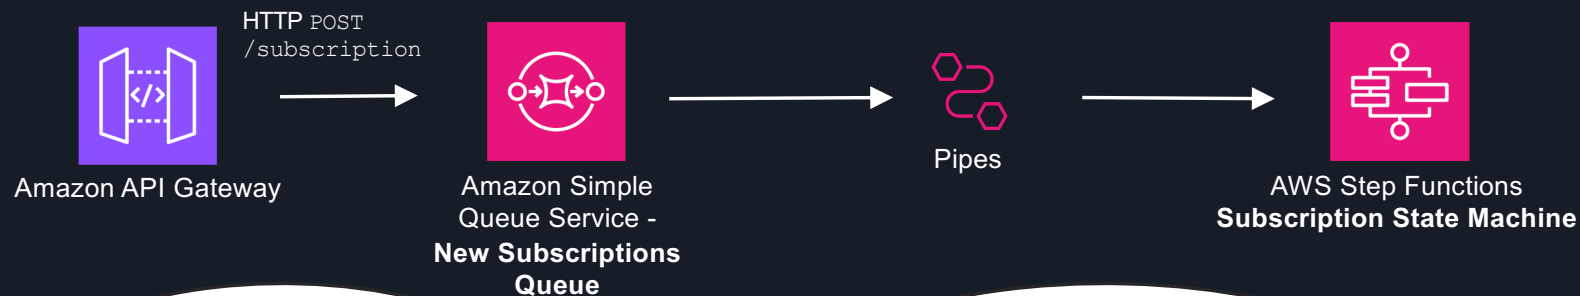 HTTP POST
/subscription
Amazon API Gateway
Amazon Simple
Queue Service -
New Subscriptions
Queue
Pipes
AWS Step Functions
Subscription State Machine